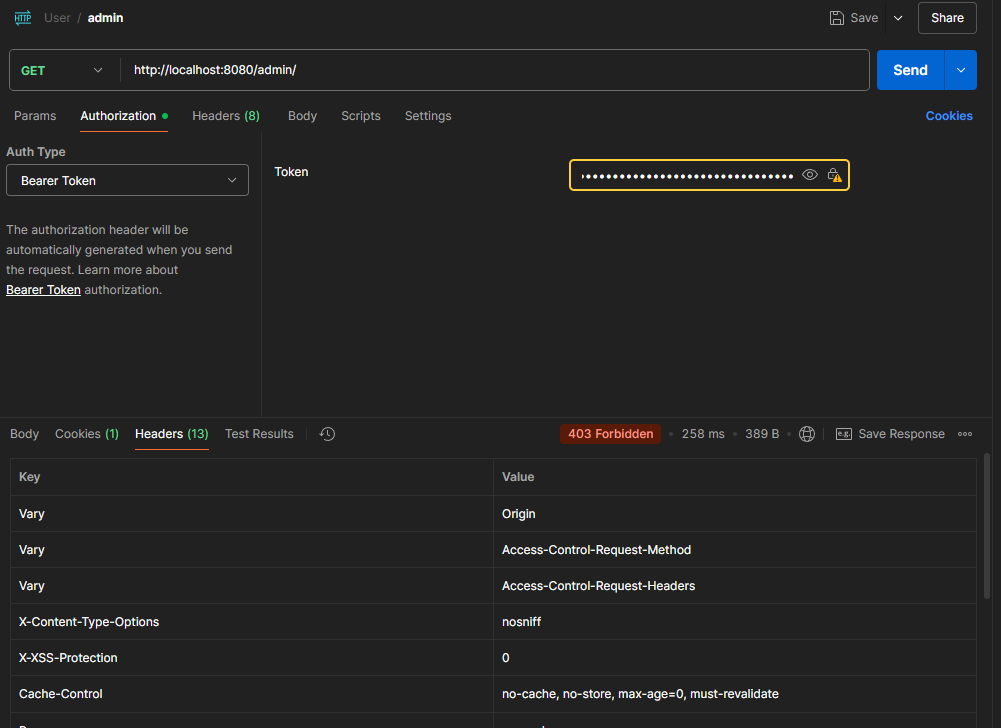 HTTP User / admin Save Share
GET http://localhost:8080/admin/ Send
Params Authorization Headers (8) Body Scripts Settings Cookies
Auth Type
Bearer Token
Token
The authorization header will be
automatically generated when you send
the request. Learn more about
Bearer Token authorization.
Body Cookies (1) Headers (13) Test Results 403 Forbidden 258 ms 389 B e.g. Save Response
Key Value
Vary Origin
Vary Access-Control-Request-Method
Vary Access-Control-Request-Headers
X-Content-Type-Options nosniff
X-XSS-Protection 0
Cache-Control no-cache, no-store, max-age=0, must-revalidate